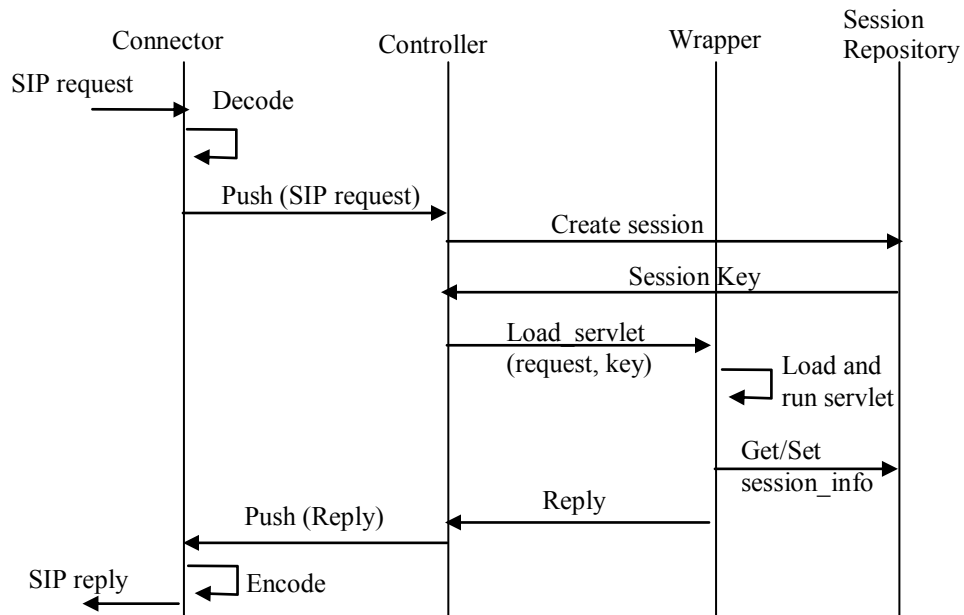 Connector
Controller
Wrapper
Session
Repository
SIP request
Decode
Push (SIP request)
Create session
Session Key
Load_servlet
(request, key)
Load and
run servlet
Get/Set
session_info
Reply
Push (Reply)
Encode
SIP reply